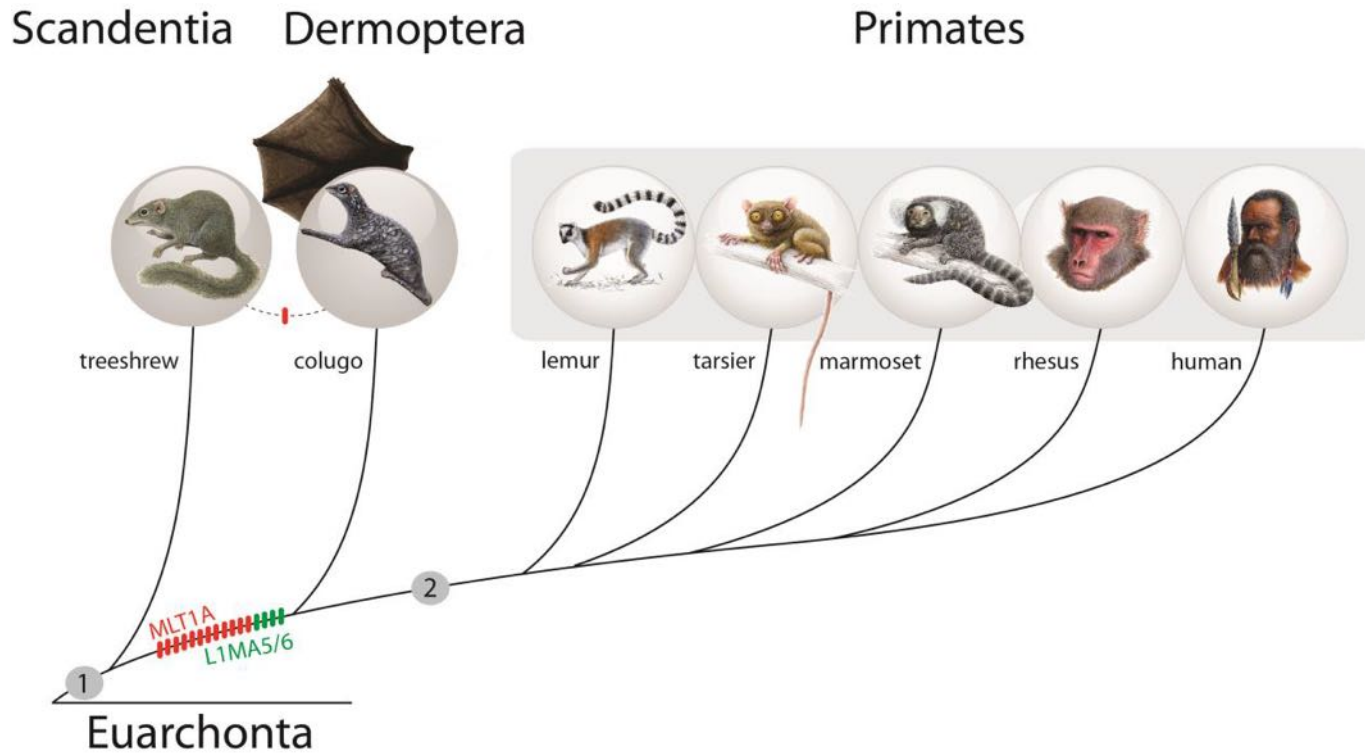 Scandentia Dermoptera Primates
treeshrew colugo lemur tarsier marmoset rhesus human
2
MLT1A
L1MA5/6
1
Euarchonta